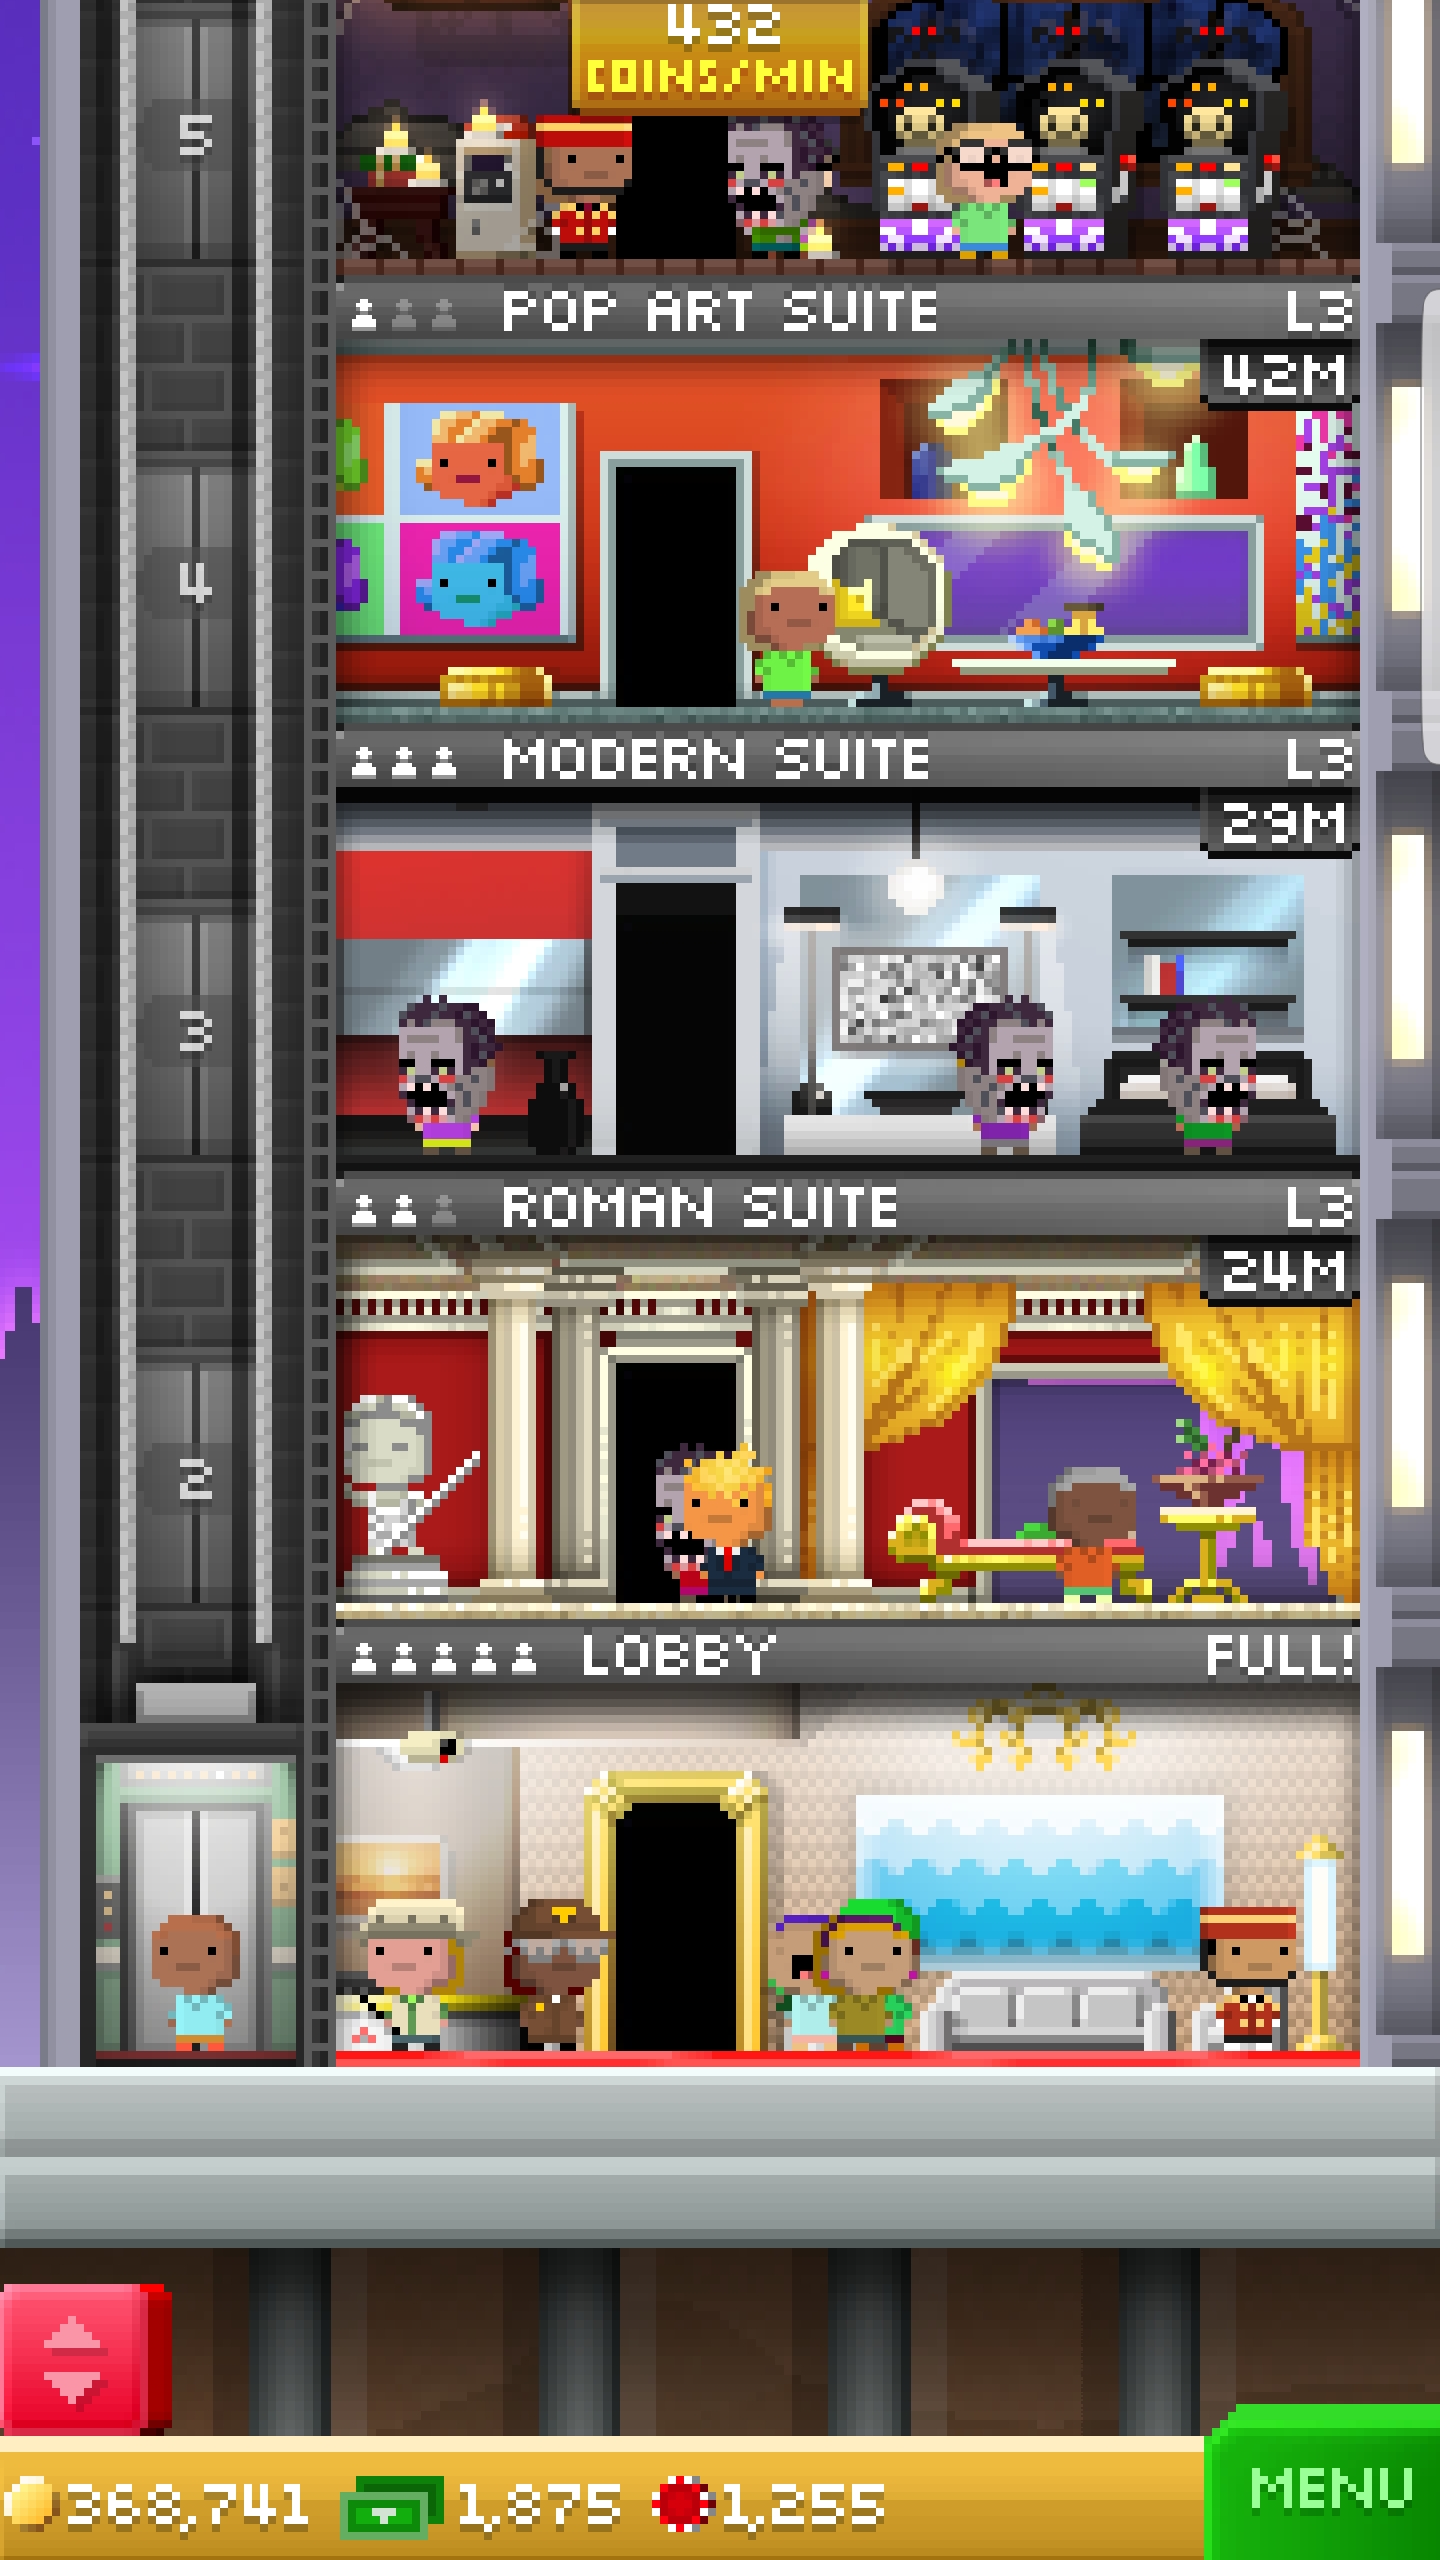 432
COINS/MIN
5
POP ART SUITE L3
42M
4
MODERN SUITE L3
29M
3
ROMAN SUITE L3
24M
2
LOBBY FULL!
368,741 1,875 1,255
MENU